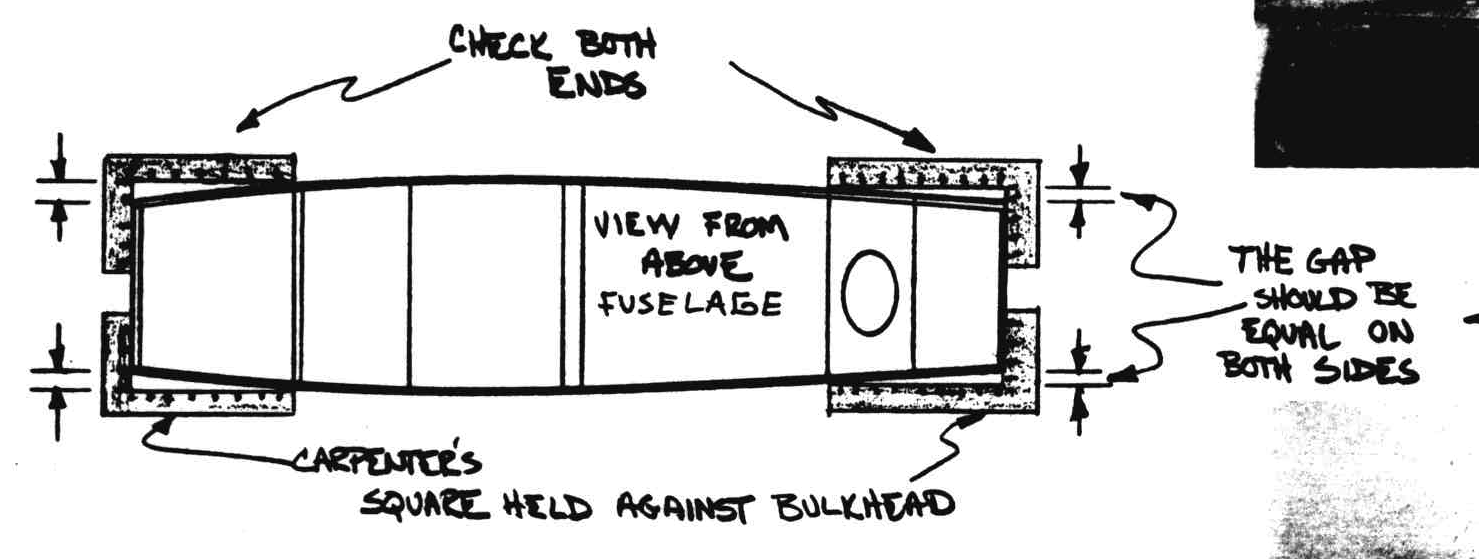 CHECK BOTH
ENDS
VIEW FROM
ABOVE
FUSELAGE
THE GAP
SHOULD BE
EQUAL ON
BOTH SIDES
CARPENTER'S
SQUARE HELD AGAINST BULKHEAD